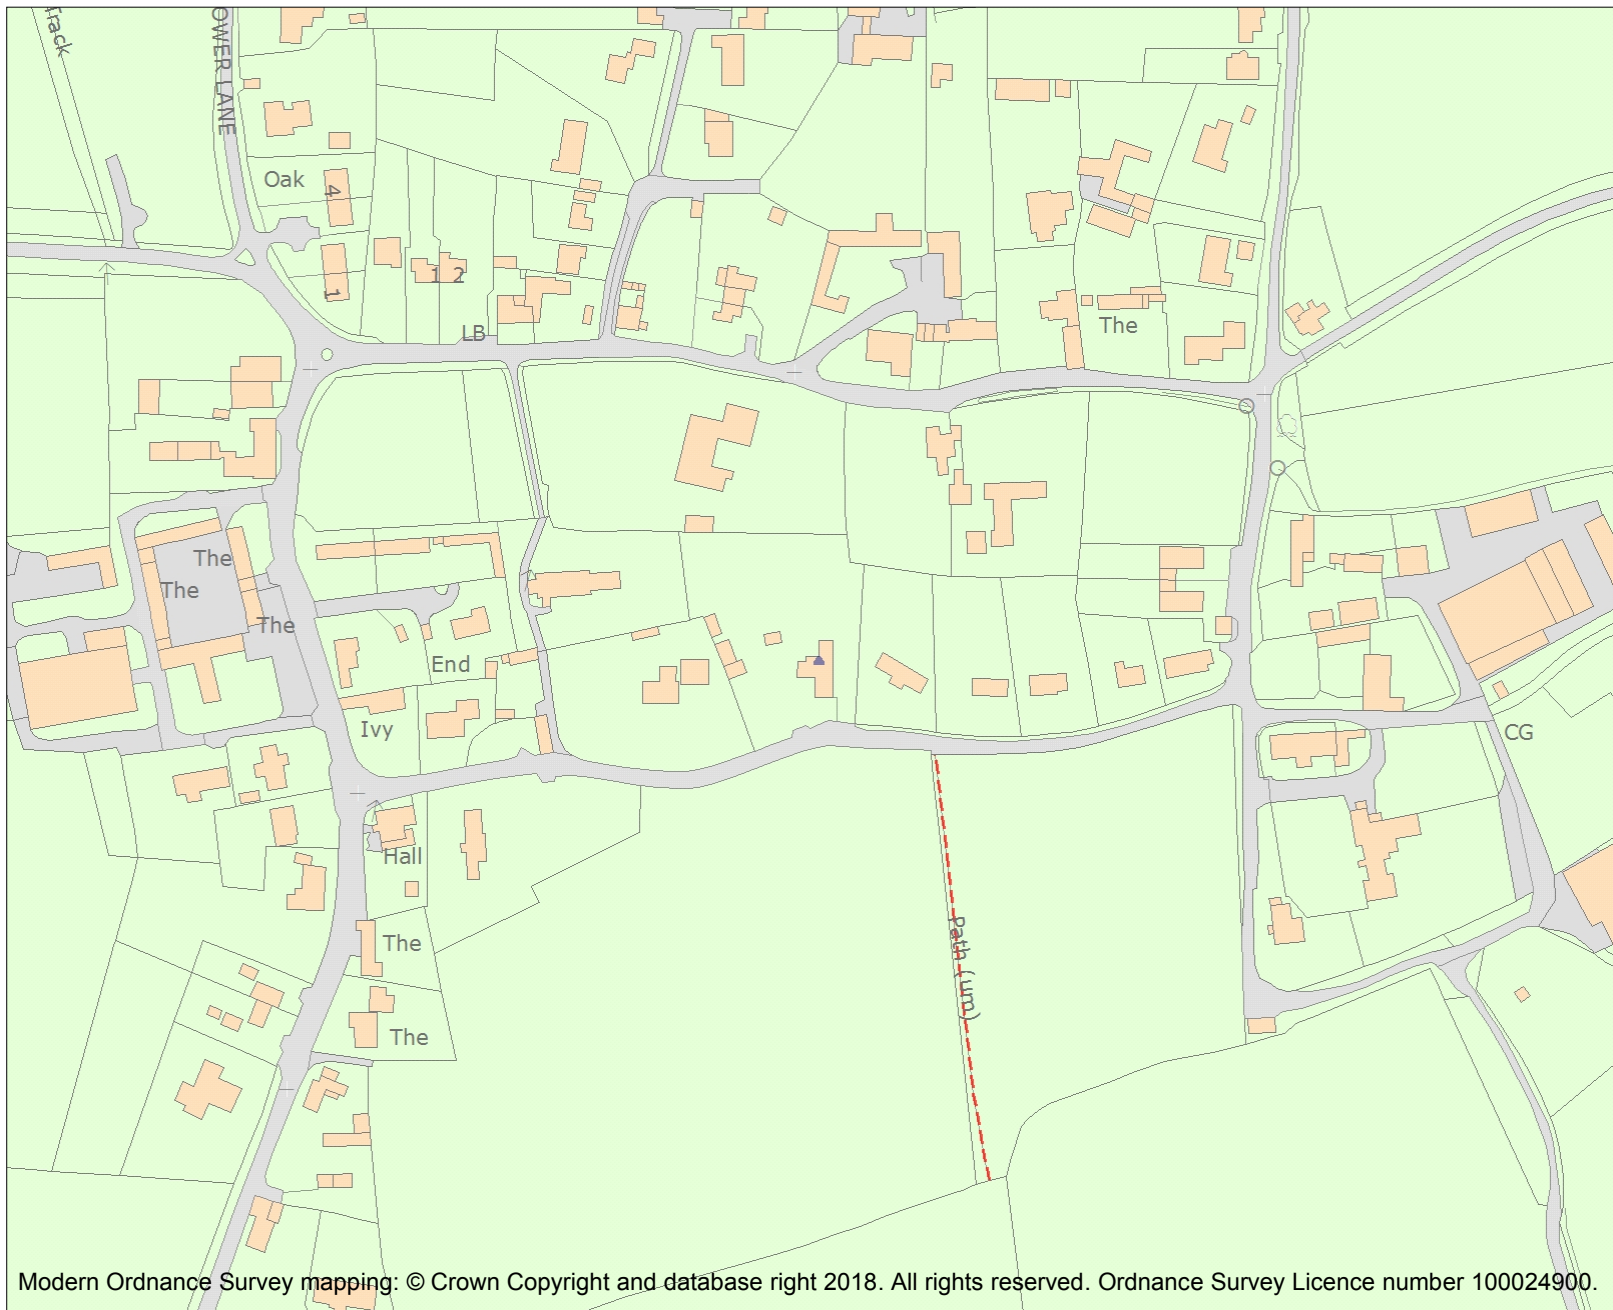 Track
OWER LANE
Oak
4
1
1 2
LB
The
The
The
The
End
Ivy
CG
Hall
The
Path (um)
The
Modern Ordnance Survey mapping: © Crown Copyright and database right 2018. All rights reserved. Ordnance Survey Licence number 100024900.